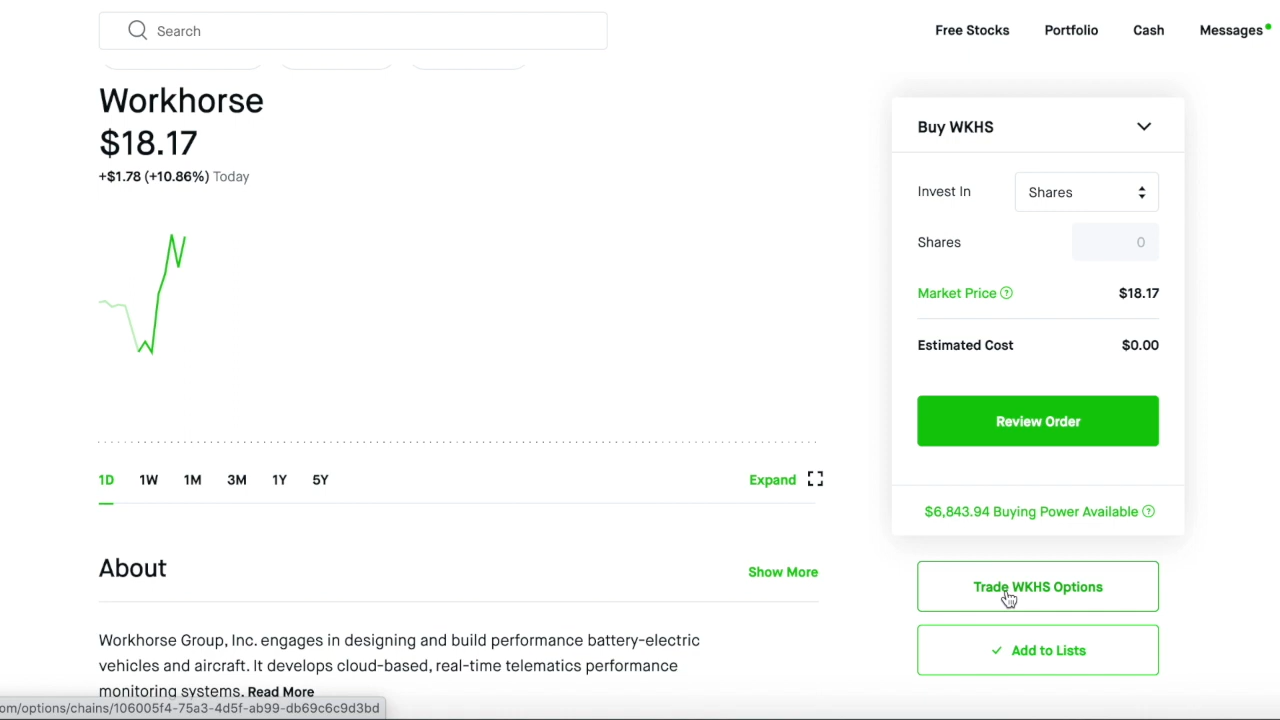 Search
Free Stocks
Portfolio
Cash
Messages
Workhorse
$18.17
+$1.78 (+10.86%) Today
Buy WKHS
Invest In
Shares
Shares
0
Market Price
$18.17
Estimated Cost
$0.00
Review Order
$6,843.94 Buying Power Available
Trade WKHS Options
Add to Lists
1D
1W
1M
3M
1Y
5Y
Expand
About
Show More
Workhorse Group, Inc. engages in designing and build performance battery-electric
vehicles and aircraft. It develops cloud-based, real-time telematics performance
monitoring systems. Read More
om/options/chains/106005f4-75a3-4d5f-ab99-db69c6c9d3bd